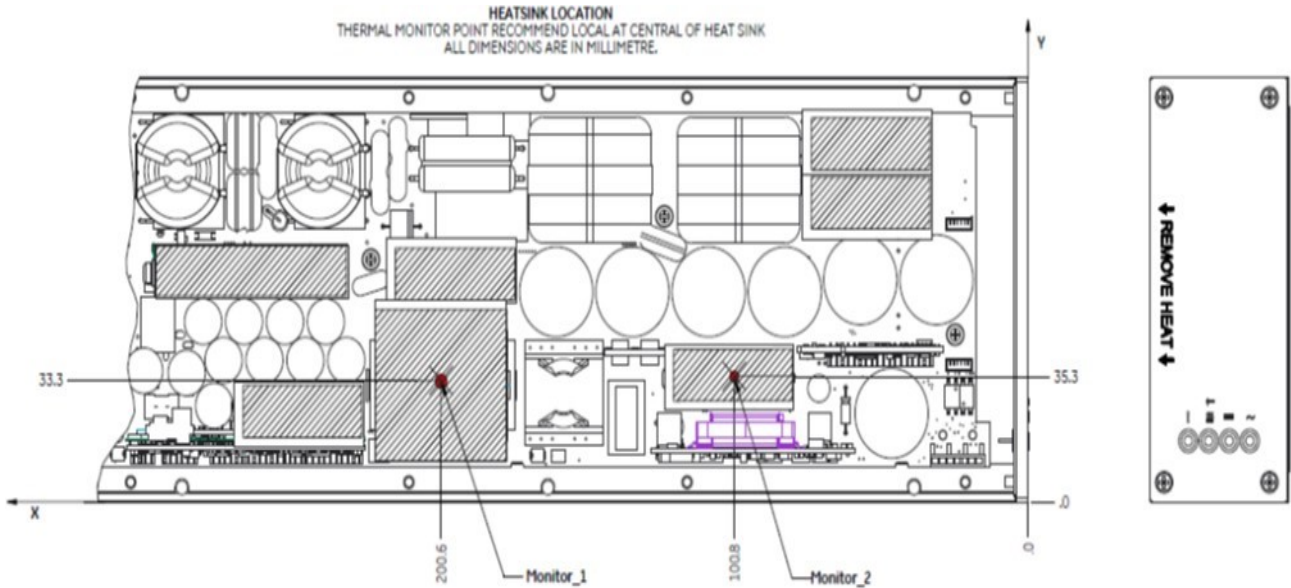 HEATSINK LOCATION
THERMAL MONITOR POINT RECOMMEND LOCAL AT CENTRAL OF HEAT SINK
ALL DIMENSIONS ARE IN MILLIMETRE.
Y
REMOVE HEAT
33.3
35.3
X
.0
200.6
100.8
.0
Monitor_1
Monitor_2